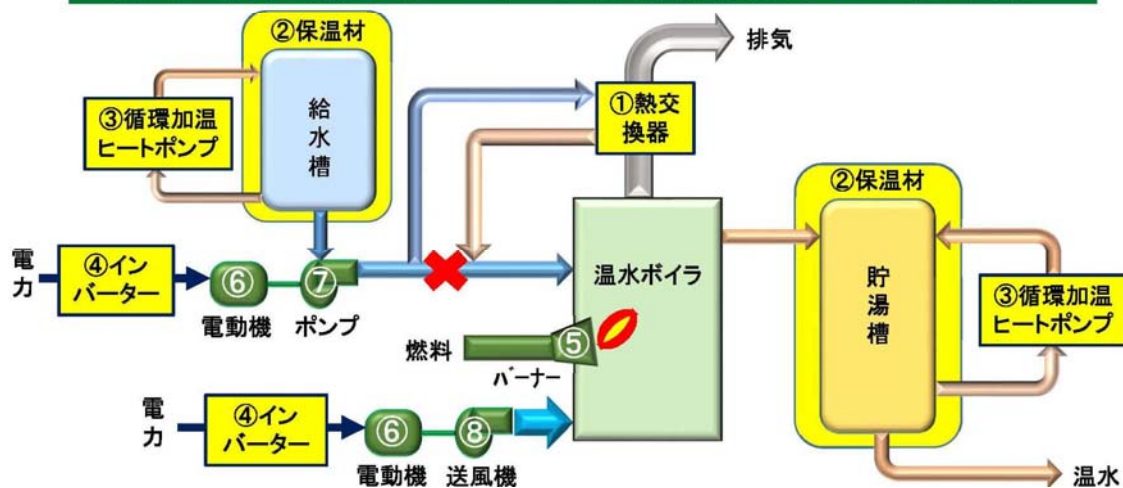 ②保温材
給
水
槽
③循環加温
ヒートポンプ
排気
①熱交
換器
②保温材
貯
湯
槽
③循環加温
ヒートポンプ
電
力
④イン
バーター
⑥
電動機
⑦
ポンプ
温水ボイラ
燃料
⑤
バーナー
電
力
④イン
バーター
⑥
電動機
⑧
送風機
温水